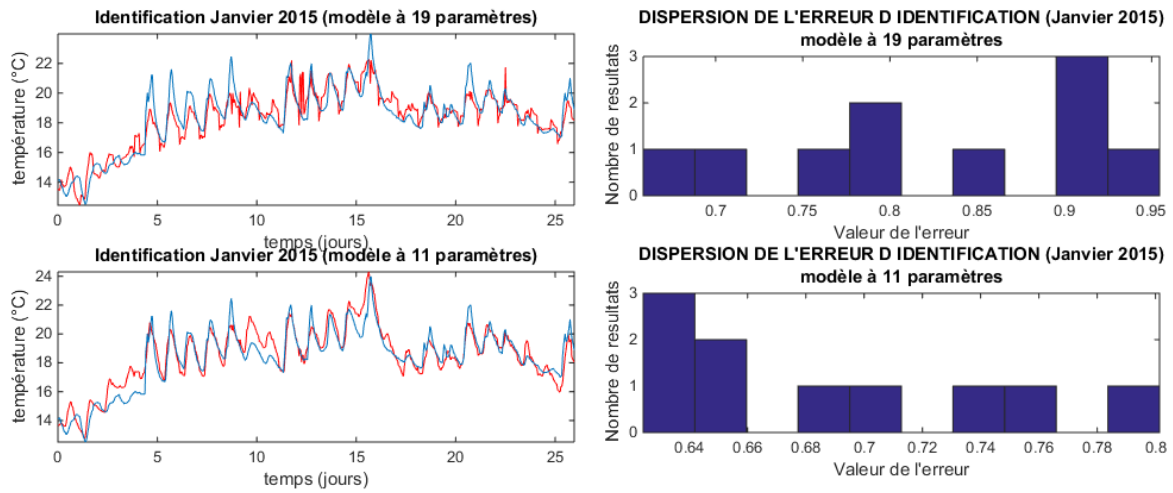 Identification Janvier 2015 (modèle à 19 paramètres)
température (°C)
22
20
18
16
14
0 5 10 15 20 25
temps (jours)
DISPERSION DE L'ERREUR D IDENTIFICATION (Janvier 2015)
modèle à 19 paramètres
Nombre de resultats
3
2
1
0
0.7 0.75 0.8 0.85 0.9 0.95
Valeur de l'erreur
Identification Janvier 2015 (modèle à 11 paramètres)
température (°C)
24
22
20
18
16
14
0 5 10 15 20 25
temps (jours)
DISPERSION DE L'ERREUR D IDENTIFICATION (Janvier 2015)
modèle à 11 paramètres
Nombre de resultats
3
2
1
0
0.64 0.66 0.68 0.7 0.72 0.74 0.76 0.78 0.8
Valeur de l'erreur